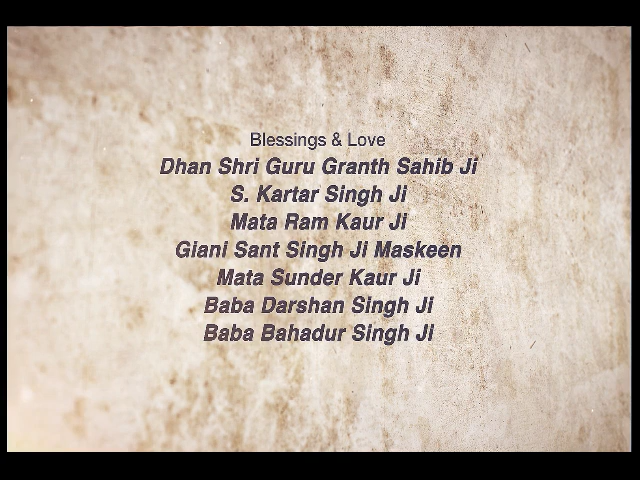 Blessings & Love
Dhan Shri Guru Granth Sahib Ji
S. Kartar Singh Ji
Mata Ram Kaur Ji
Giani Sant Singh Ji Maskeen
Mata Sunder Kaur Ji
Baba Darshan Singh Ji
Baba Bahadur Singh Ji